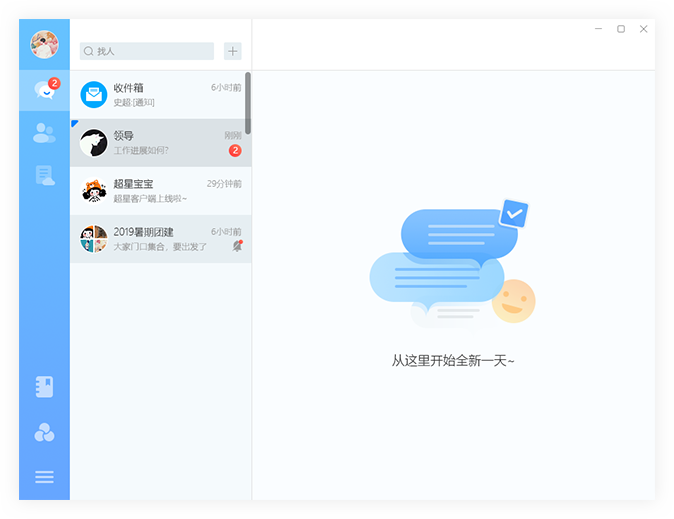 找人
2
收件箱 6小时前
史超:[通知]
领导 刚刚
工作进展如何? 2
超星宝宝 29分钟前
超星客户端上线啦~
2019暑期团建 6小时前
大家门口集合，要出发了
从这里开始全新一天~